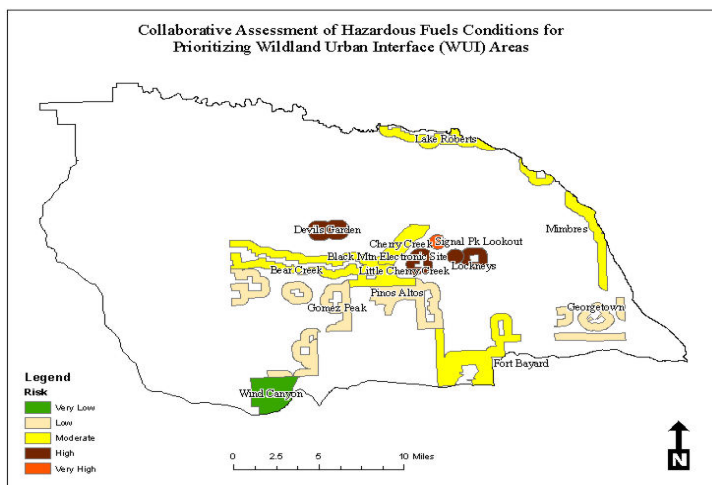 Collaborative Assessment of Hazardous Fuels Conditions for
Prioritizing Wildland Urban Interface (WUI) Areas
Lake Roberts
Mimbres
Devils Garden
Cherry Creek
Signal Pk Lookout
Black Mtn Electronic Site
Lockneys
Bear Creek
Little Cherry Creek
Pinos Altos
Gomez Peak
Georgetown
Fort Bayard
Wind Canyon
Legend
Risk
Very Low
Low
Moderate
High
Very High
0 2.5 5 10 Miles
N